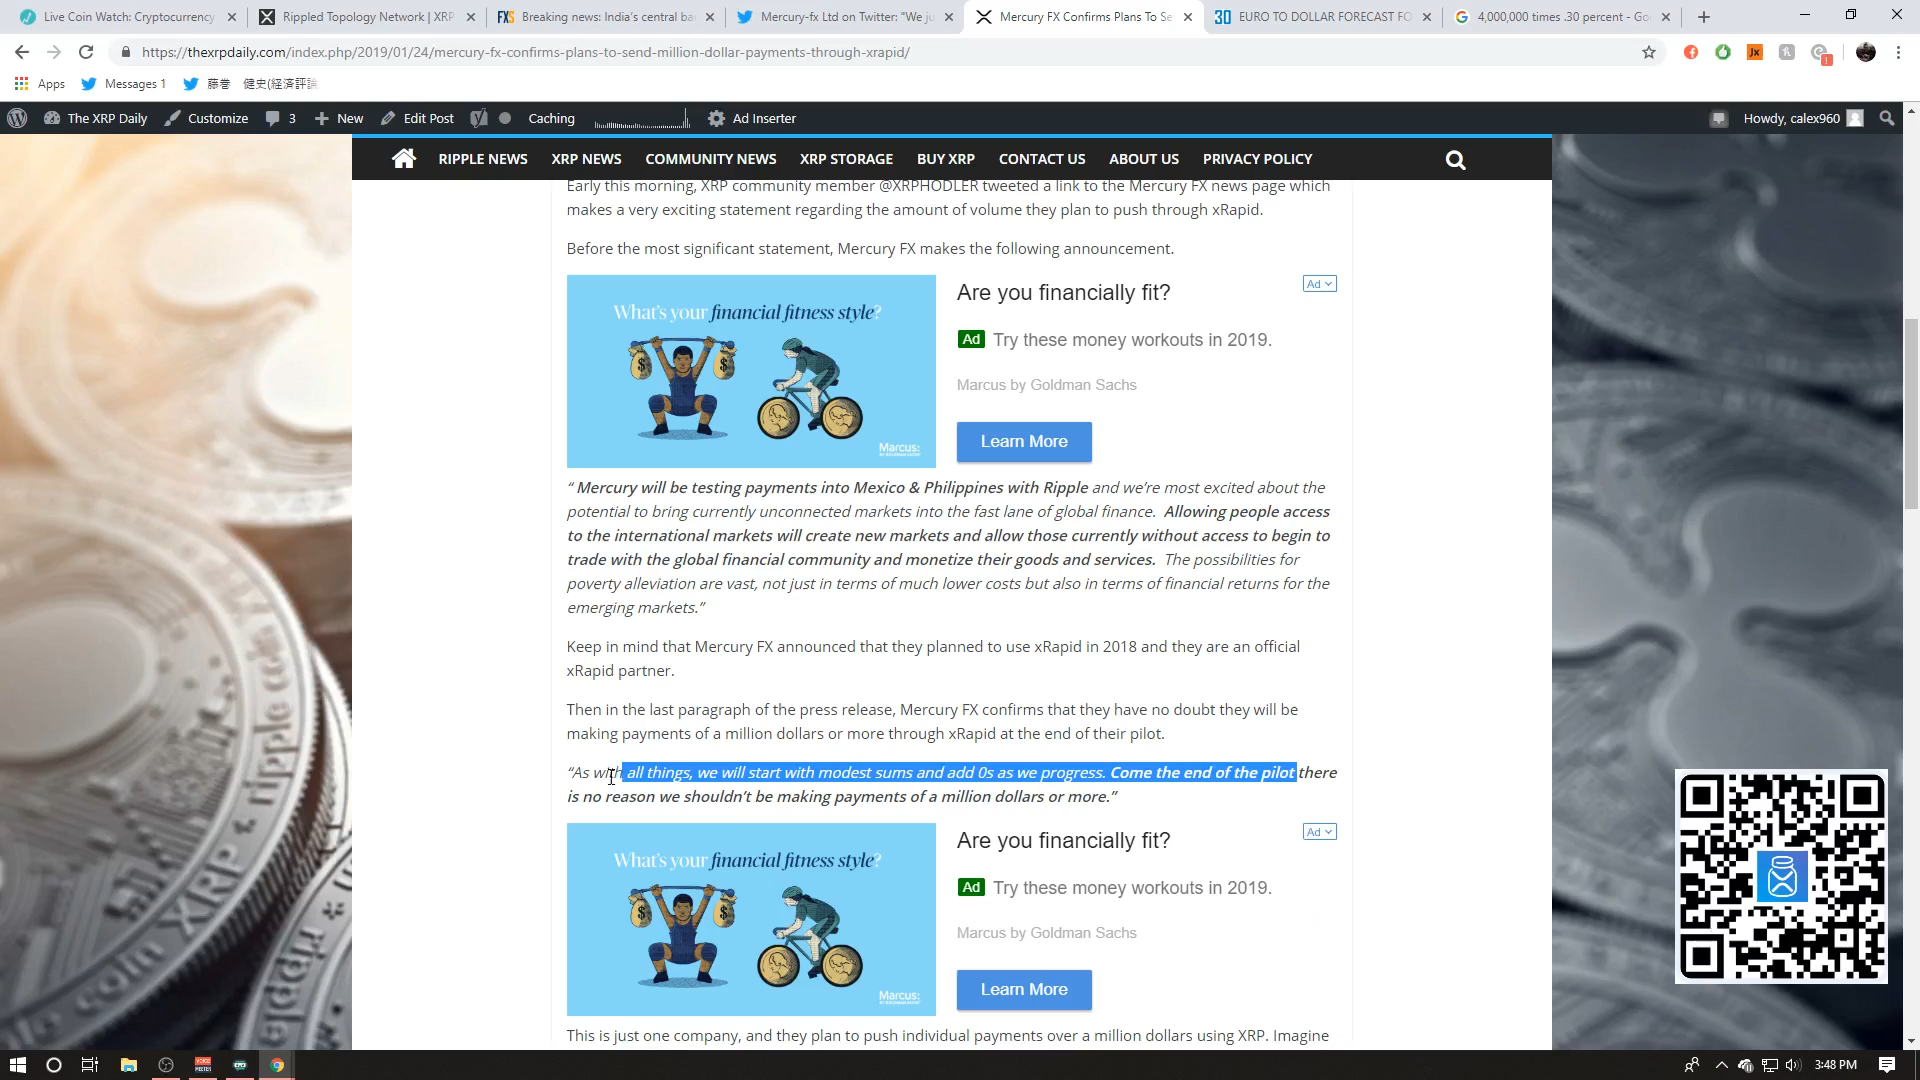 Live Coin Watch: Cryptocurrency
Rippled Topology Network | XRP
Breaking news: India's central ba
Mercury-fx Ltd on Twitter: "We ju
Mercury FX Confirms Plans To Se
EURO TO DOLLAR FORECAST FO
4,000,000 times .30 percent - Go
https://thexrpdaily.com/index.php/2019/01/24/mercury-fx-confirms-plans-to-send-million-dollar-payments-through-xrapid/
Apps Messages 1 藤巻 健史(経済評論
The XRP Daily Customize 3 New Edit Post Caching Ad Inserter Howdy, calex960
RIPPLE NEWS XRP NEWS COMMUNITY NEWS XRP STORAGE BUY XRP CONTACT US ABOUT US PRIVACY POLICY
Early this morning, XRP community member @XRPHODLER tweeted a link to the Mercury FX news page which
makes a very exciting statement regarding the amount of volume they plan to push through xRapid.
Before the most significant statement, Mercury FX makes the following announcement.
What's your financial fitness style?
Marcus:
BY GOLDMAN SACHS
Are you financially fit?
Ad
Ad Try these money workouts in 2019.
Marcus by Goldman Sachs
Learn More
“ Mercury will be testing payments into Mexico & Philippines with Ripple and we’re most excited about the
potential to bring currently unconnected markets into the fast lane of global finance. Allowing people access
to the international markets will create new markets and allow those currently without access to begin to
trade with the global financial community and monetize their goods and services. The possibilities for
poverty alleviation are vast, not just in terms of much lower costs but also in terms of financial returns for the
emerging markets.”
Keep in mind that Mercury FX announced that they planned to use xRapid in 2018 and they are an official
xRapid partner.
Then in the last paragraph of the press release, Mercury FX confirms that they have no doubt they will be
making payments of a million dollars or more through xRapid at the end of their pilot.
“As with all things, we will start with modest sums and add 0s as we progress. Come the end of the pilot there
is no reason we shouldn’t be making payments of a million dollars or more.”
What's your financial fitness style?
Marcus:
BY GOLDMAN SACHS
Are you financially fit?
Ad
Ad Try these money workouts in 2019.
Marcus by Goldman Sachs
Learn More
This is just one company, and they plan to push individual payments over a million dollars using XRP. Imagine
coin XRP
ripple coin
3:48 PM